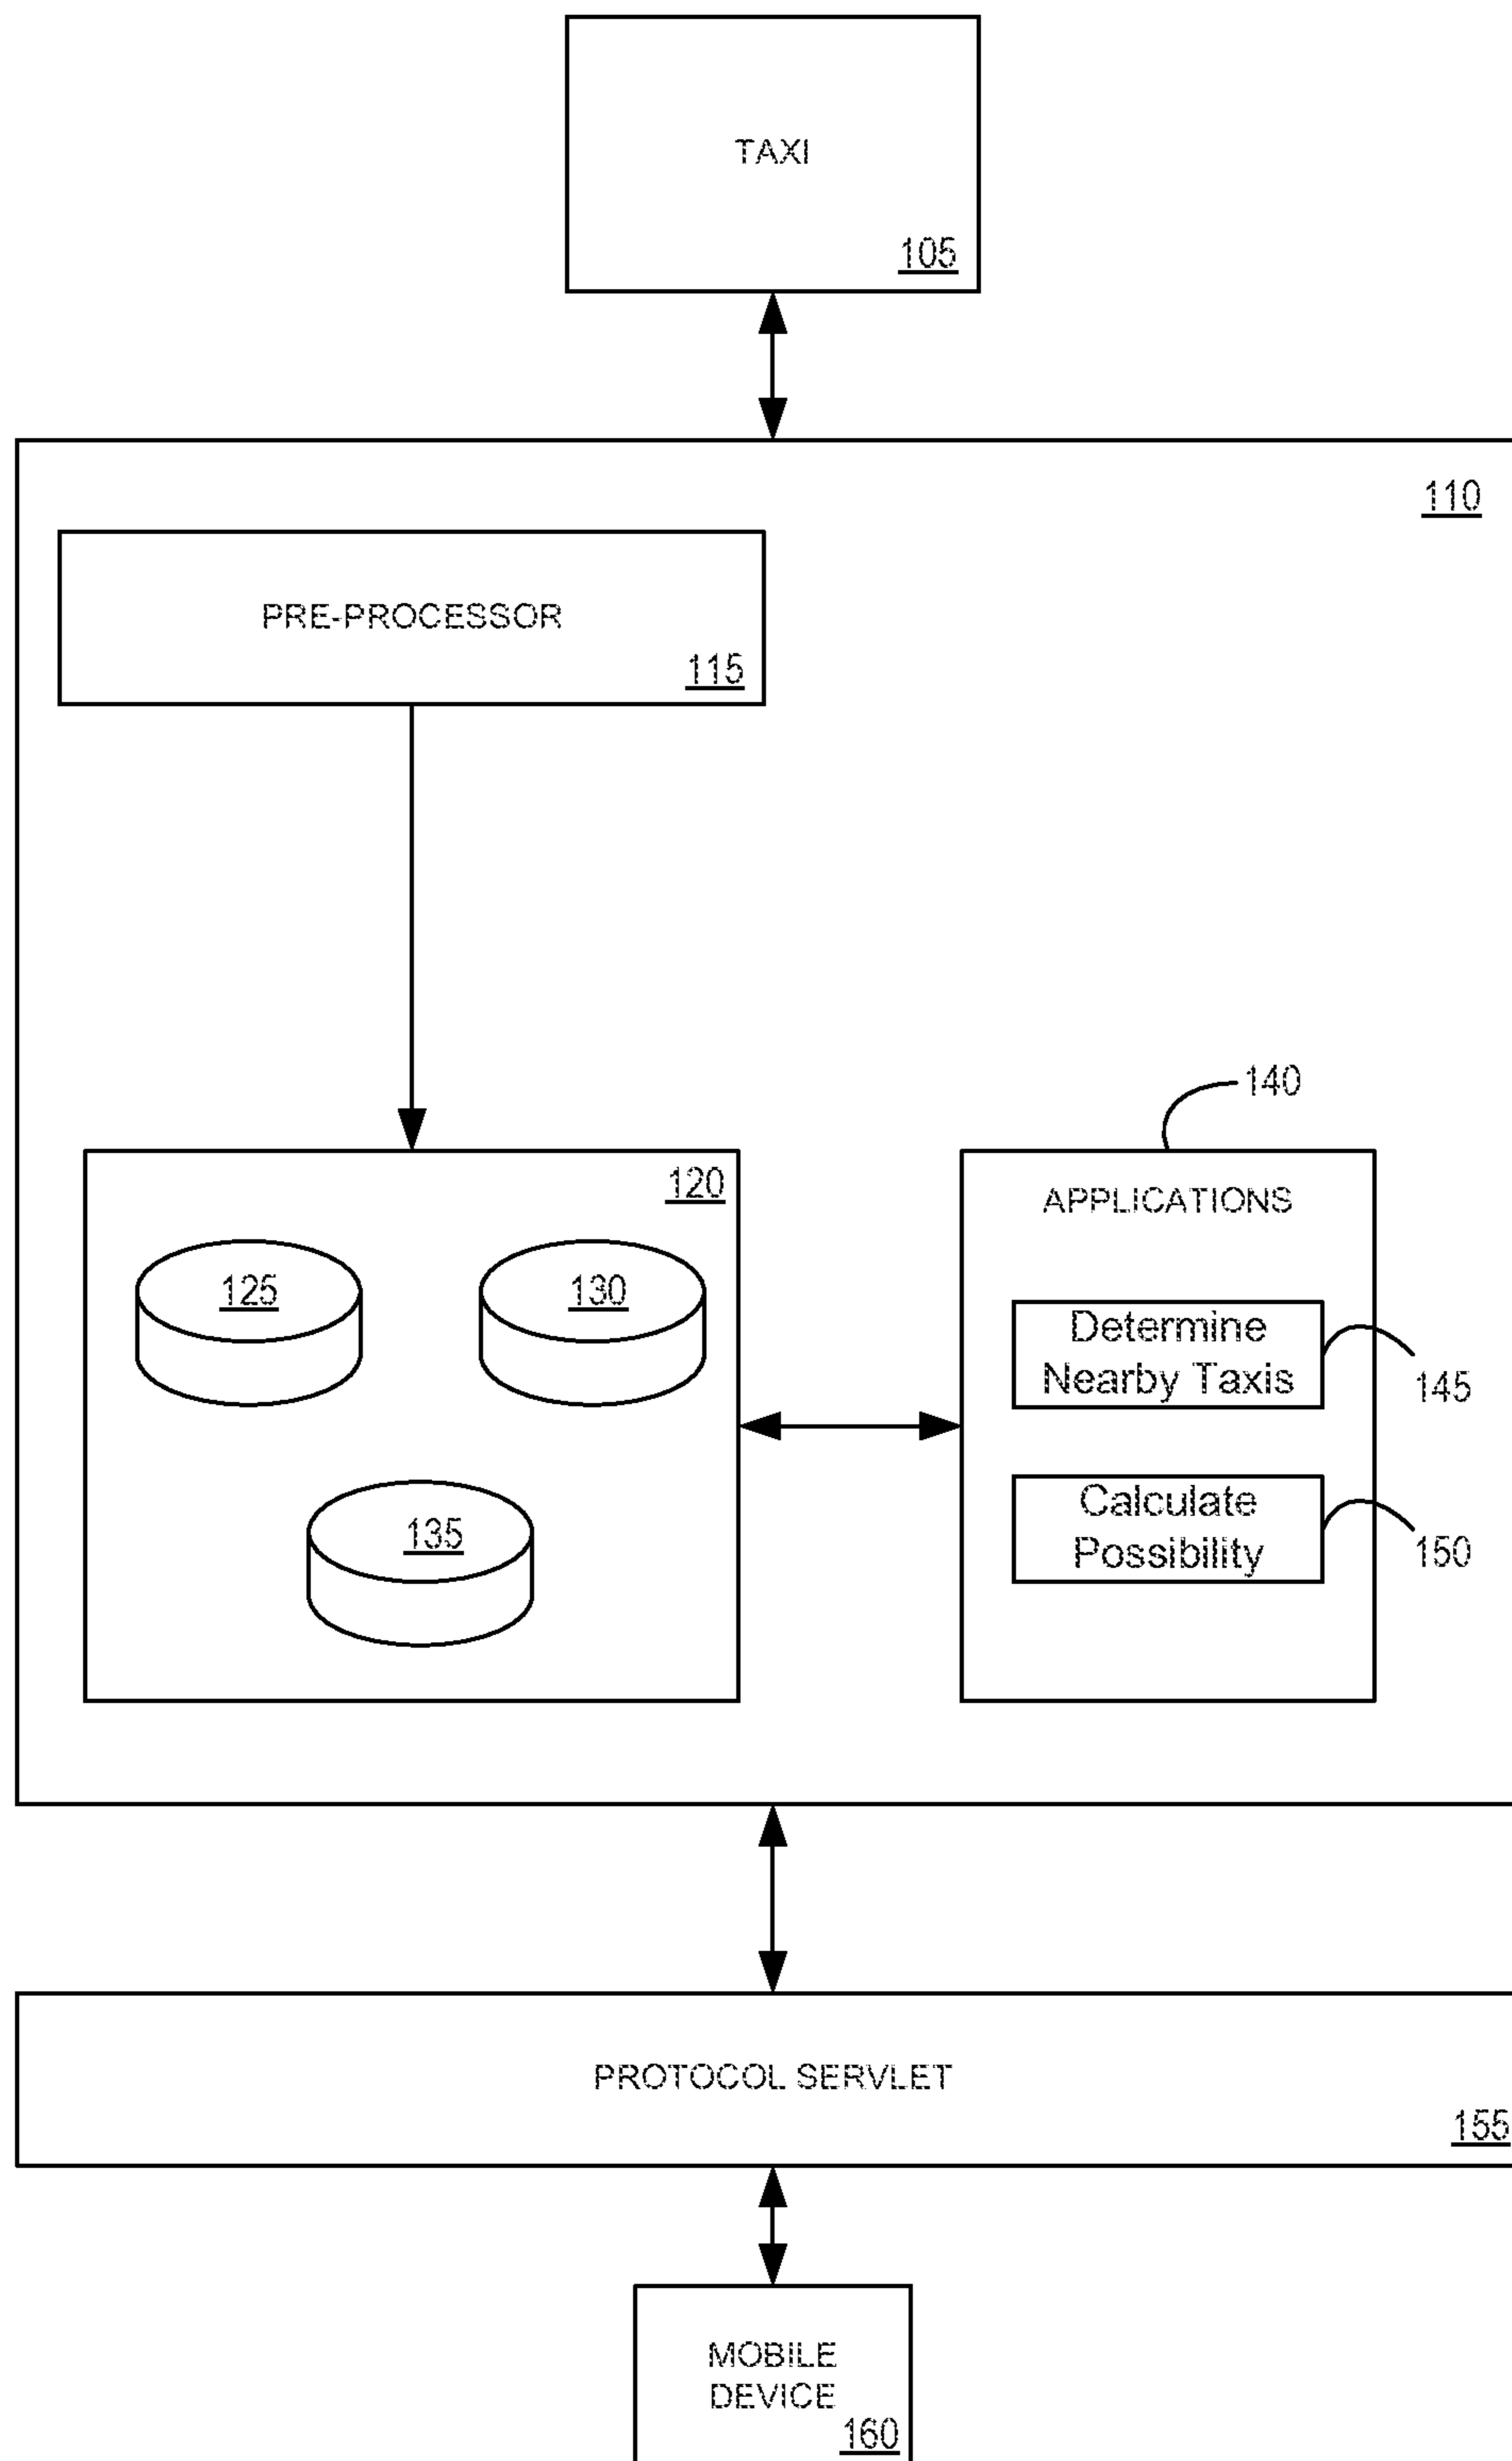 TAXI
105
110
PRE-PROCESSOR
115
140
120
APPLICATIONS
125
130
Determine
Nearby Taxis
145
135
Calculate
Possibility
150
PROTOCOL SERVLET
155
MOBILE
DEVICE
160